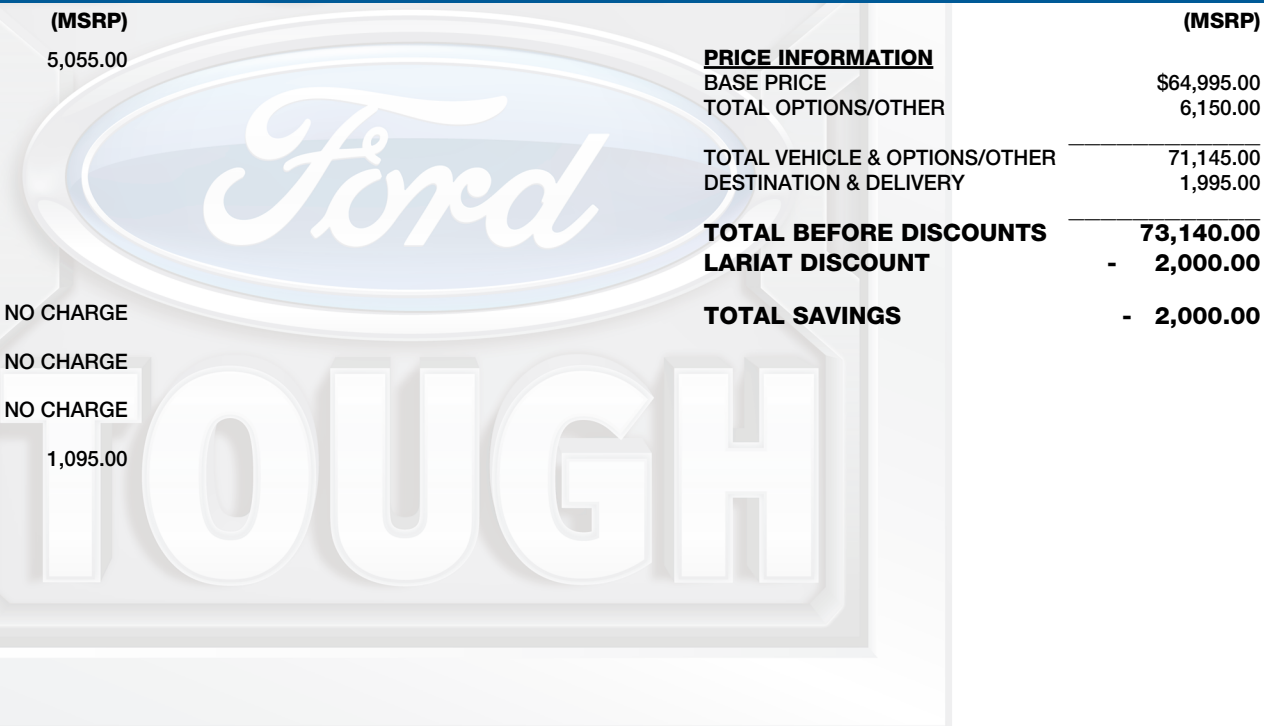 (MSRP)
5,055.00
NO CHARGE
NO CHARGE
NO CHARGE
1,095.00
Ford
TOUGH
(MSRP)
PRICE INFORMATION
BASE PRICE $64,995.00
TOTAL OPTIONS/OTHER 6,150.00
TOTAL VEHICLE & OPTIONS/OTHER 71,145.00
DESTINATION & DELIVERY 1,995.00
TOTAL BEFORE DISCOUNTS 73,140.00
LARIAT DISCOUNT - 2,000.00
TOTAL SAVINGS - 2,000.00